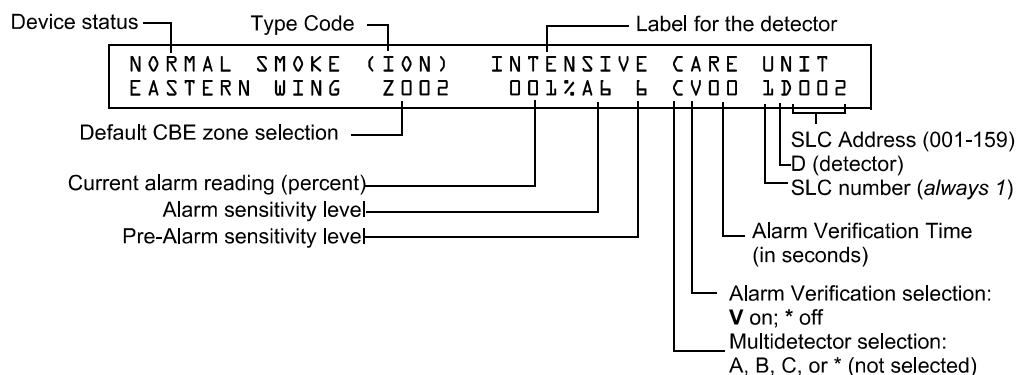 Device status
Type Code
Label for the detector
NORMAL SMOKE (ION) INTENSIVE CARE UNIT
EASTERN WING Z002 001%A6 6 CV00 1D002
Default CBE zone selection
SLC Address (001-159)
D (detector)
SLC number (always 1)
Current alarm reading (percent)
Alarm sensitivity level
Pre-Alarm sensitivity level
Alarm Verification Time
(in seconds)
Alarm Verification selection:
V on; * off
Multidetector selection:
A, B, C, or * (not selected)